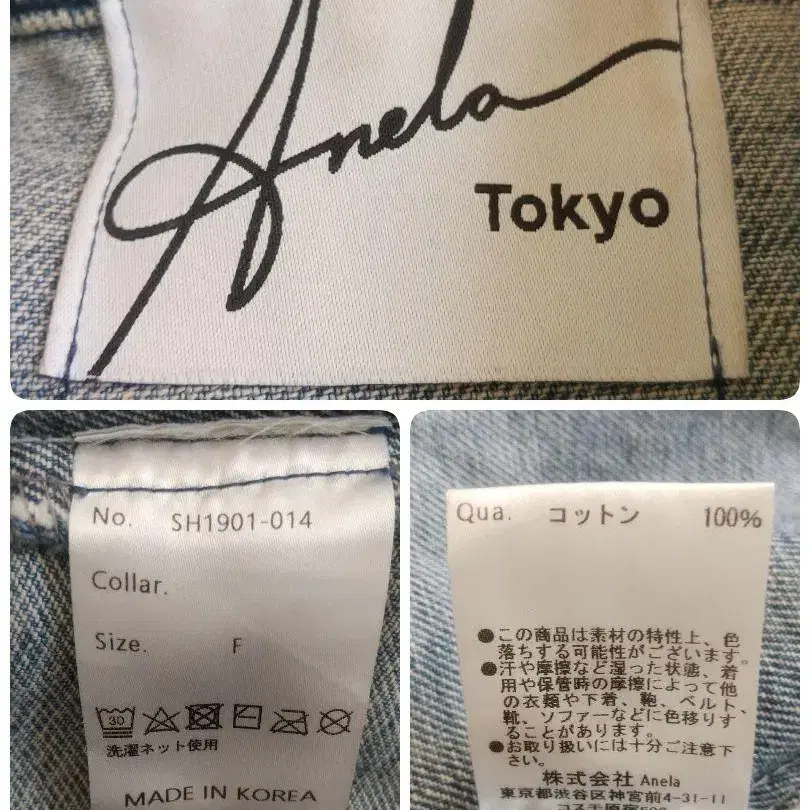 Anela
Tokyo
No. SH1901-014
Collar.
Size. F
30
洗濯ネット使用
MADE IN KOREA
Qua. コットン 100%
●この商品は素材の特性上、色
落ちする可能性がございます。
●汗や摩擦など湿った状態、着
用や保管時の摩擦によって他
の衣類や下着、鞄、ベルト、
靴、ソファーなどに色移りす
ることがあります。
●お取り扱いには十分ご注意下
さい。
株式会社 Anela
東京都渋谷区神宮前4-31-11